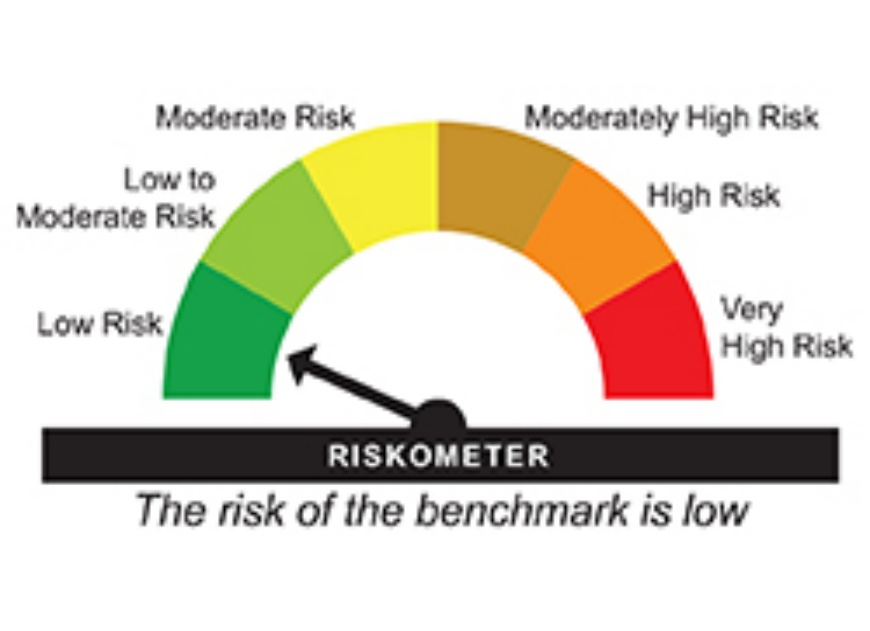 Moderate Risk
Moderately High Risk
Low to
Moderate Risk
High Risk
Low Risk
Very
High Risk
RISKOMETER
The risk of the benchmark is low